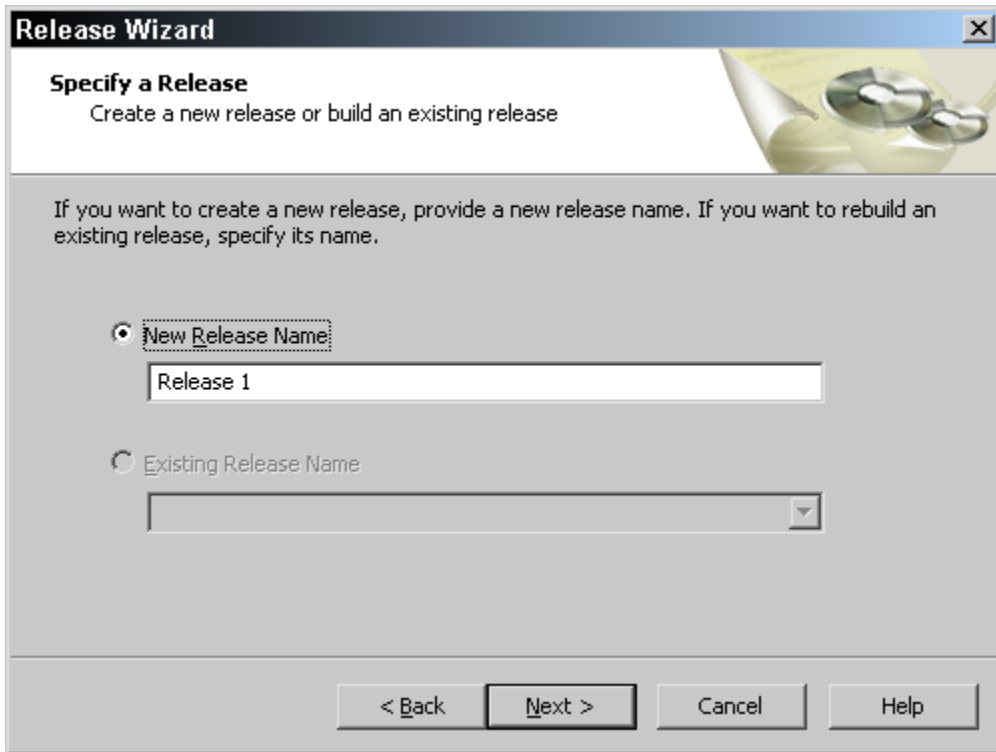 Release Wizard
Specify a Release
Create a new release or build an existing release
If you want to create a new release, provide a new release name. If you want to rebuild an
existing release, specify its name.
New Release Name
Release 1
Existing Release Name
< Back Next > Cancel Help